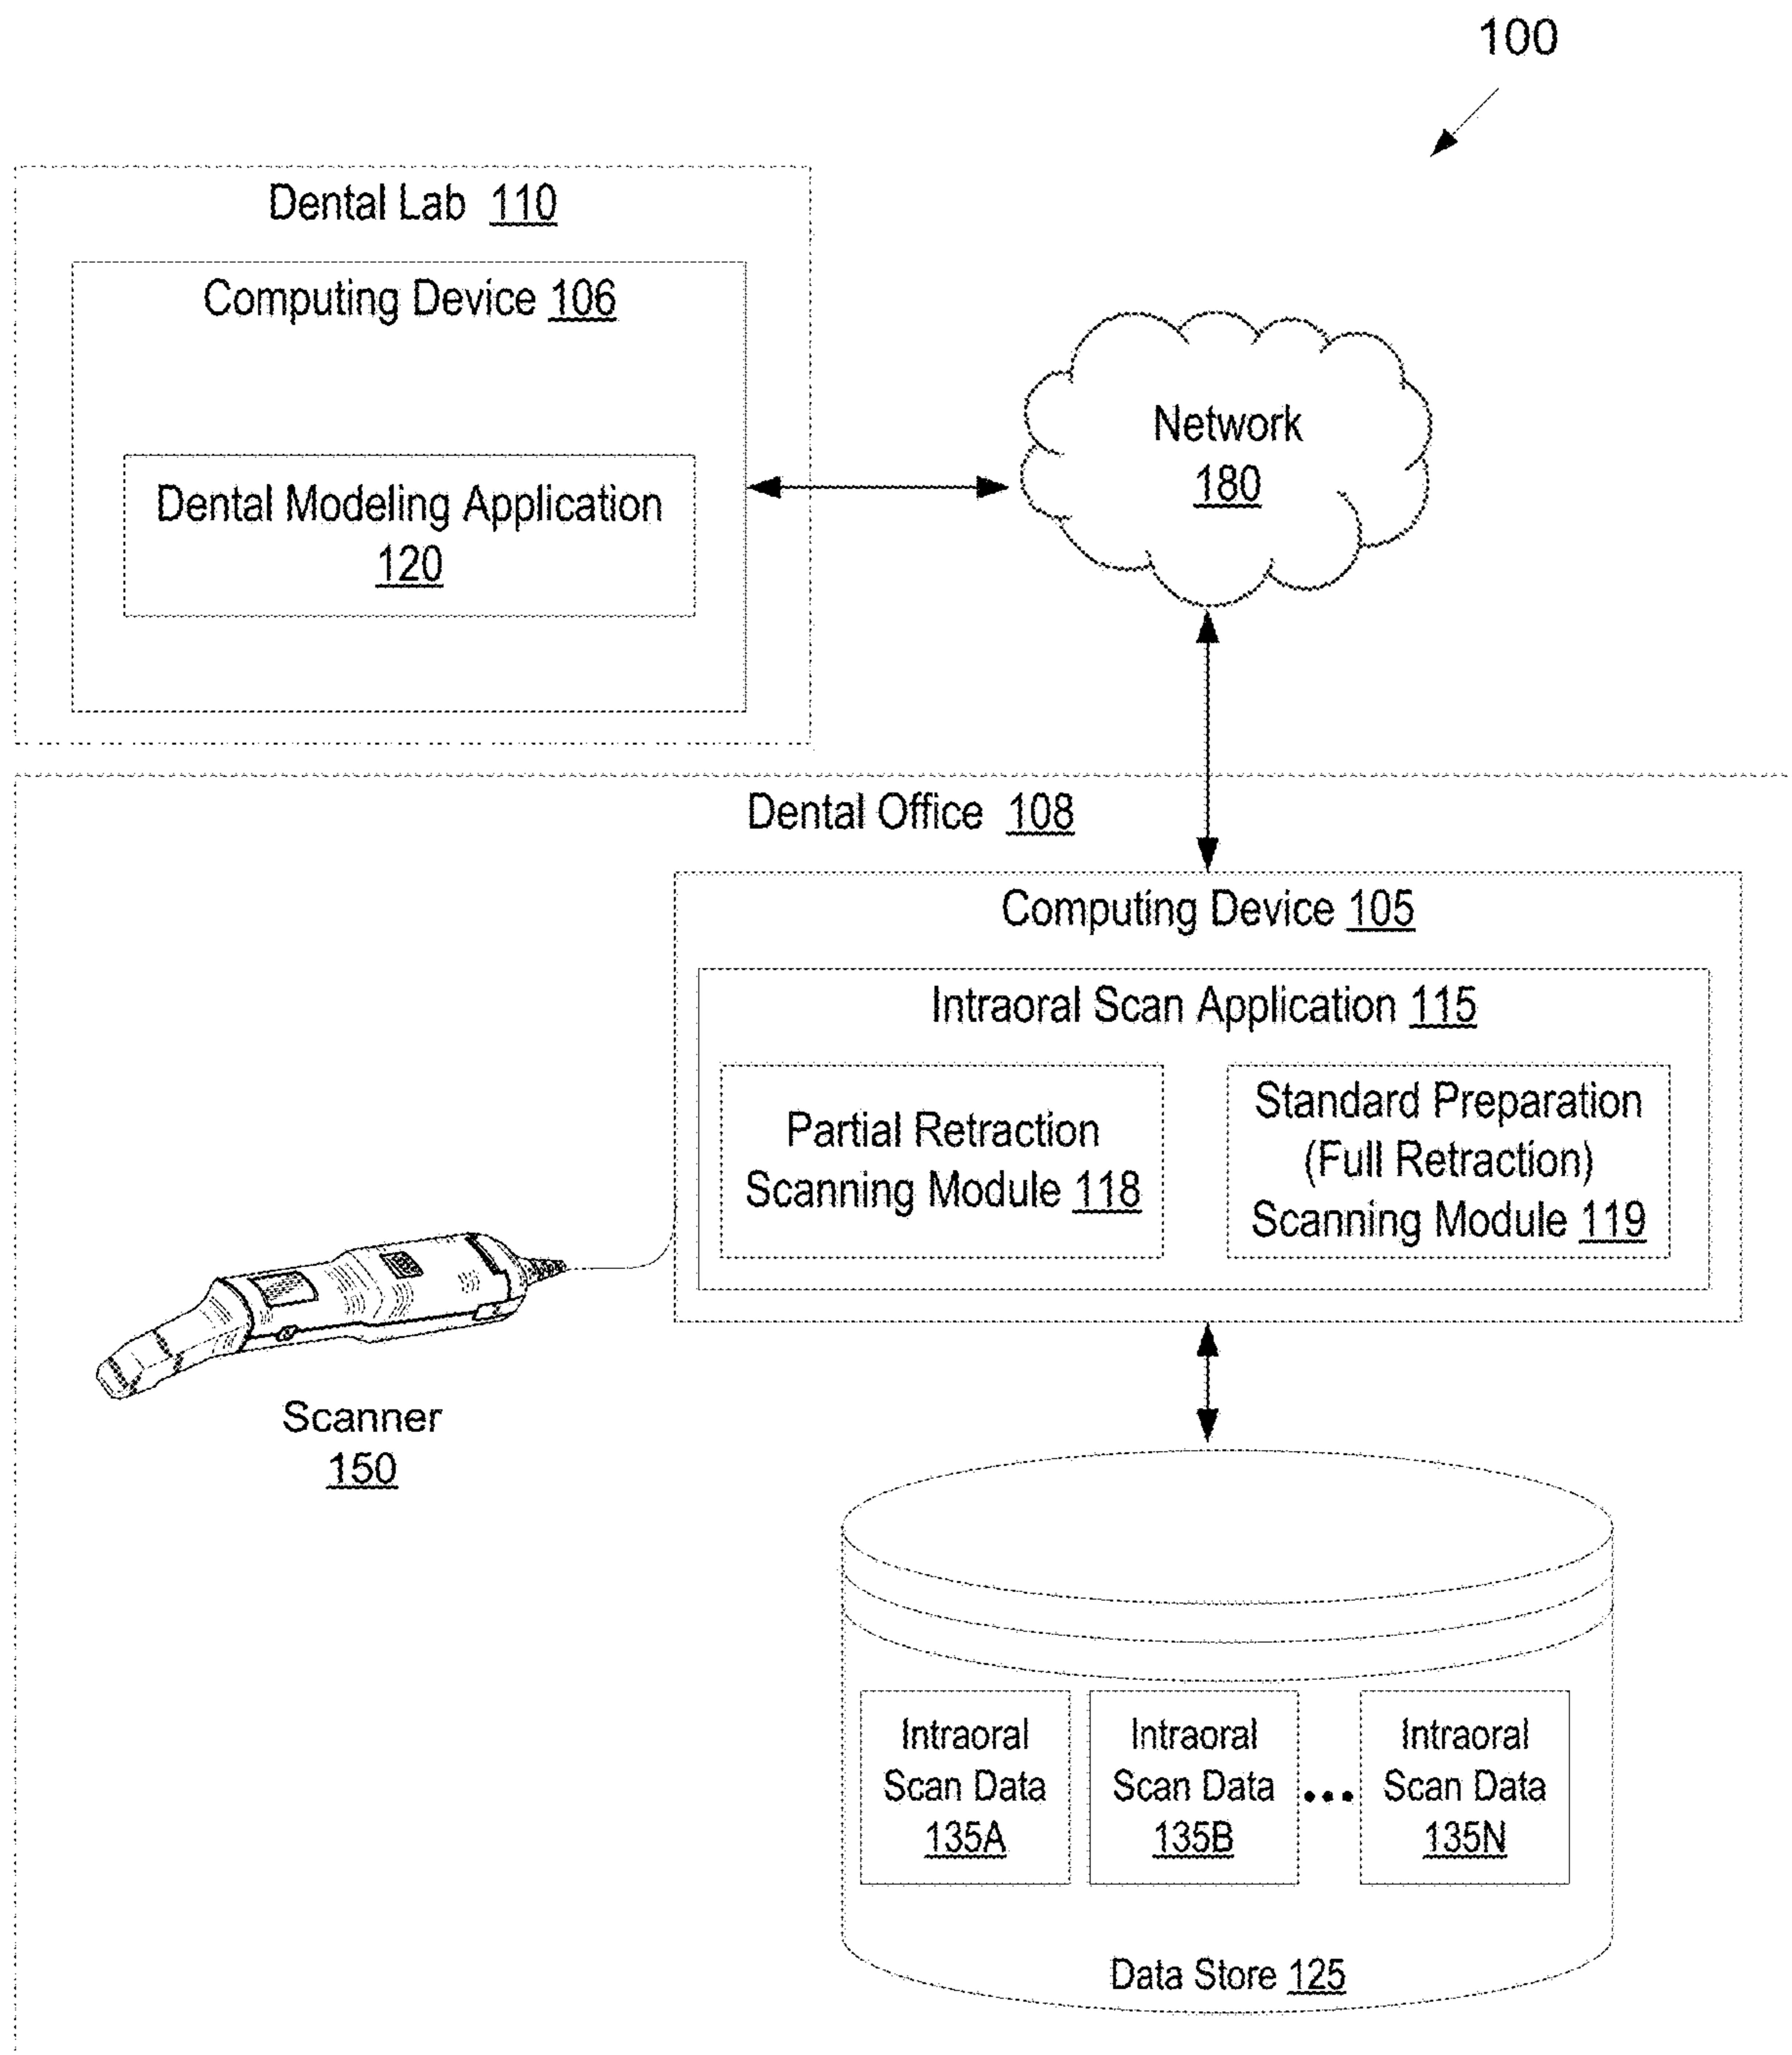 100
Dental Lab 110
Computing Device 106
Dental Modeling Application
120
Network
180
Dental Office 108
Computing Device 105
Intraoral Scan Application 115
Partial Retraction
Scanning Module 118
Standard Preparation
(Full Retraction)
Scanning Module 119
Scanner
150
Intraoral
Scan Data
135A
Intraoral
Scan Data
135B
•••
Intraoral
Scan Data
135N
Data Store 125